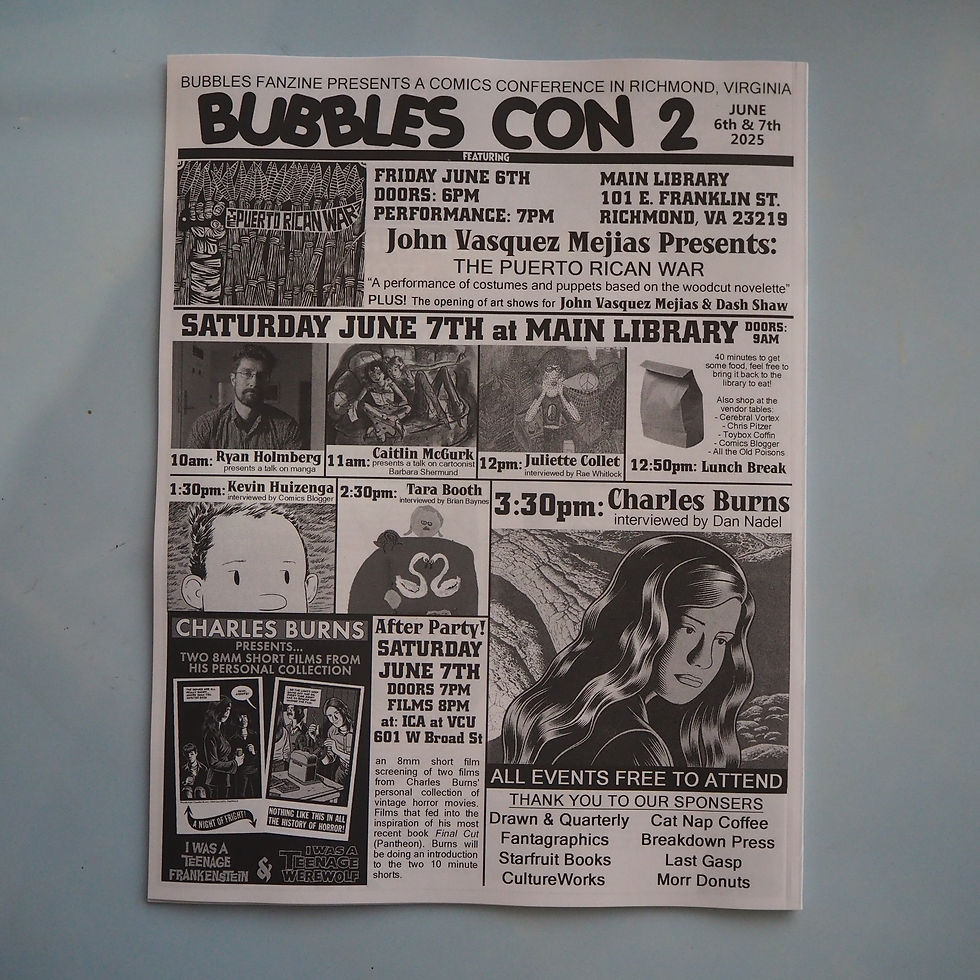 BUBBLES FANZINE PRESENTS A COMICS CONFERENCE IN RICHMOND, VIRGINIA
BUBBLES CON 2
JUNE
6th & 7th
2025
FEATURING
THE PUERTO RICAN WAR
FRIDAY JUNE 6TH
DOORS: 6PM
PERFORMANCE: 7PM
MAIN LIBRARY
101 E. FRANKLIN ST.
RICHMOND, VA 23219
John Vasquez Mejias Presents:
THE PUERTO RICAN WAR
"A performance of costumes and puppets based on the woodcut novelette"
PLUS! The opening of art shows for John Vasquez Mejias & Dash Shaw
SATURDAY JUNE 7TH at MAIN LIBRARY
DOORS:
9AM
10am: Ryan Holmberg
presents a talk on manga
11am: Caitlin McGurk
presents a talk on cartoonist
Barbara Shermund
12pm: Juliette Collet
interviewed by Rae Whitlock
40 minutes to get
some food, feel free to
bring it back to the
library to eat!
Also shop at the
vendor tables:
- Cerebral Vortex
- Chris Pitzer
- Toybox Coffin
- Comics Blogger
- All the Old Poisons
12:50pm: Lunch Break
1:30pm: Kevin Huizenga
interviewed by Comics Blogger
2:30pm: Tara Booth
interviewed by Brian Baynes
3:30pm: Charles Burns
interviewed by Dan Nadel
CHARLES BURNS
PRESENTS...
TWO 8MM SHORT FILMS FROM
HIS PERSONAL COLLECTION
A NIGHT OF FRIGHT!
NOTHING LIKE THIS IN ALL
THE HISTORY OF HORROR!
I WAS A
TEENAGE
FRANKENSTEIN
&
I WAS A
TEENAGE
WEREWOLF
After Party!
SATURDAY
JUNE 7TH
DOORS 7PM
FILMS 8PM
at: ICA at VCU
601 W Broad St
an 8mm short film
screening of two films
from Charles Burns'
personal collection of
vintage horror movies.
Films that fed into the
inspiration of his most
recent book Final Cut
(Pantheon). Burns will
be doing an introduction
to the two 10 minute
shorts.
ALL EVENTS FREE TO ATTEND
THANK YOU TO OUR SPONSERS
Drawn & Quarterly
Fantagraphics
Starfruit Books
CultureWorks
Cat Nap Coffee
Breakdown Press
Last Gasp
Morr Donuts